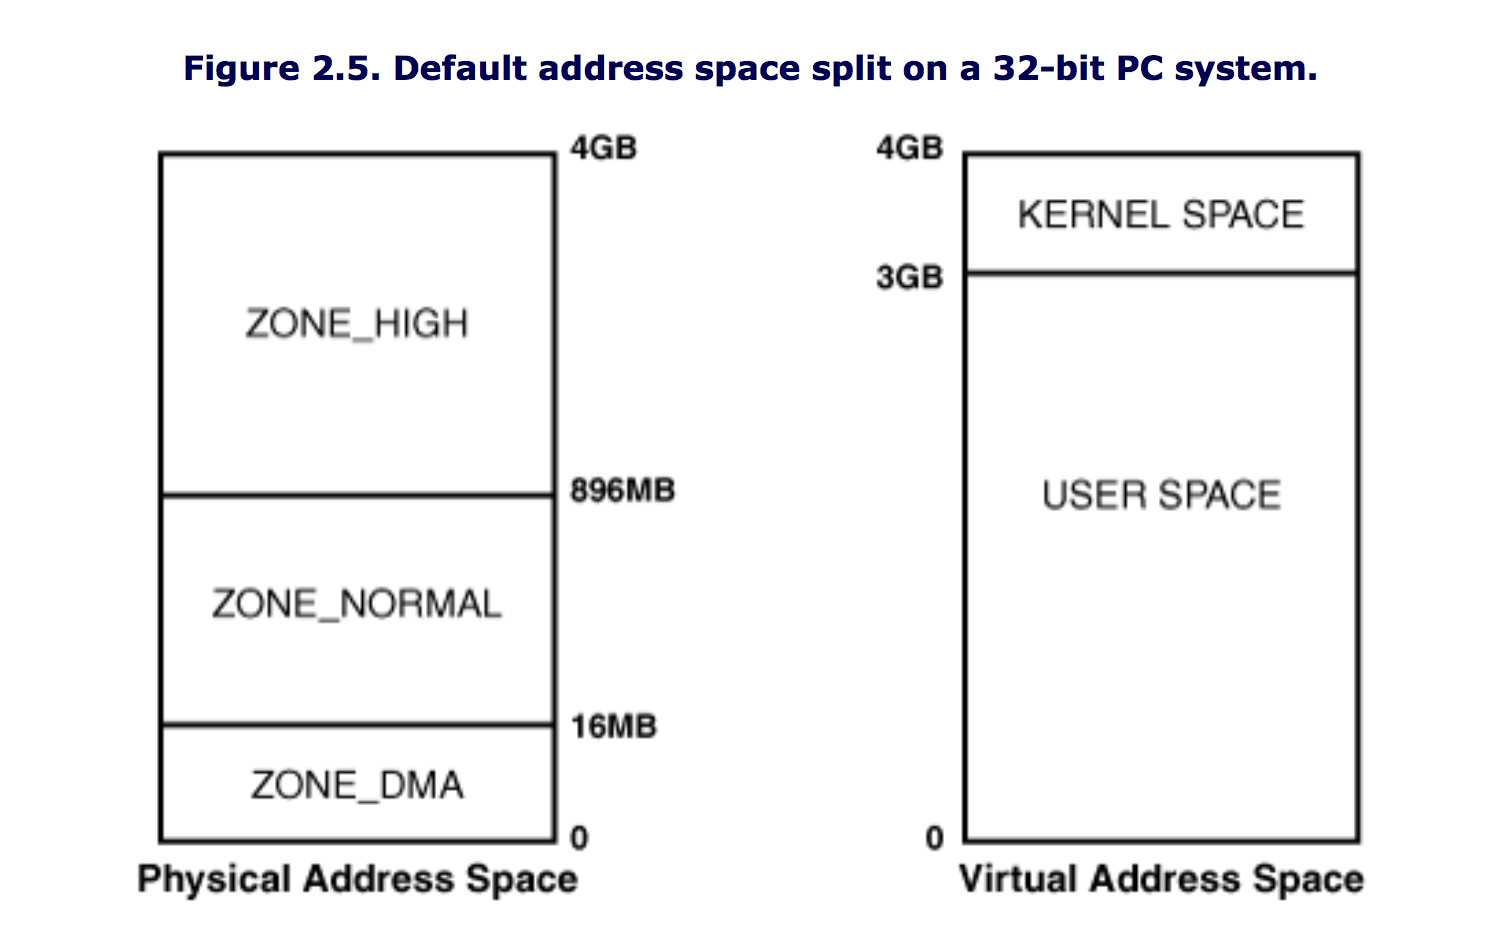 Figure 2.5. Default address space split on a 32-bit PC system.
4GB
ZONE_HIGH
896MB
ZONE_NORMAL
16MB
ZONE_DMA
0
Physical Address Space
4GB
KERNEL SPACE
3GB
USER SPACE
0
Virtual Address Space